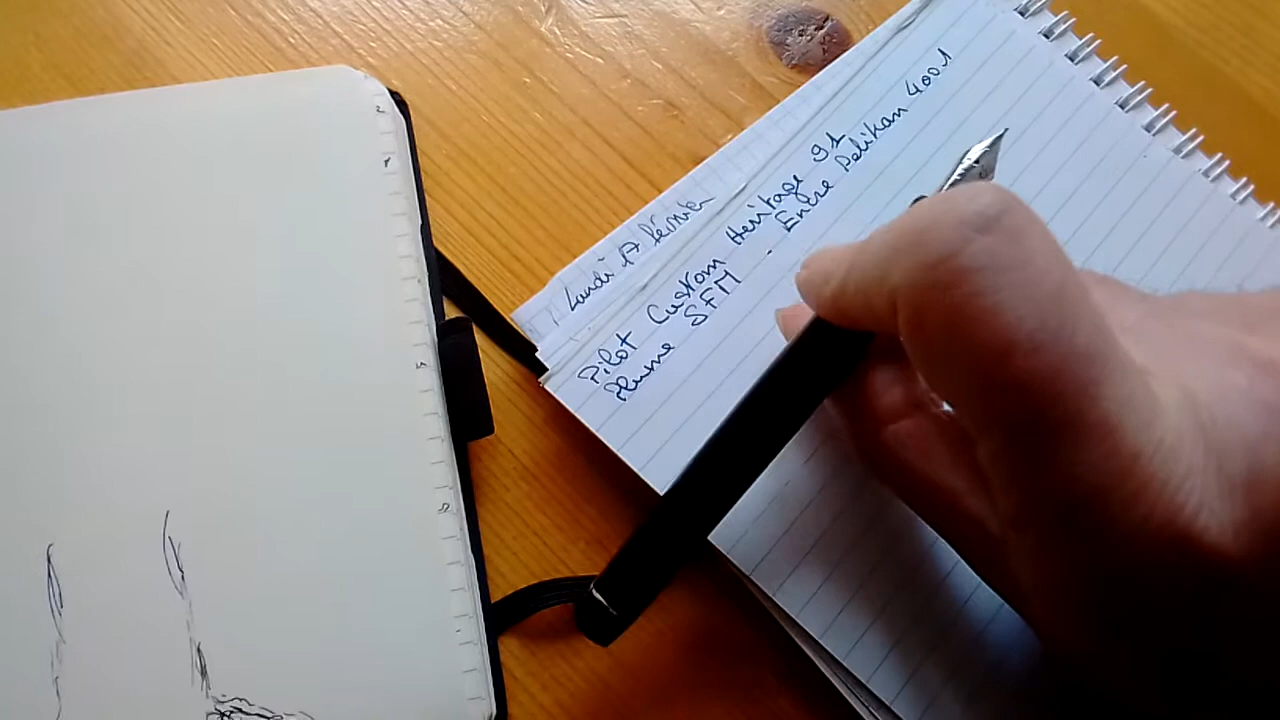 Lundi 17 février
Pilot Custom Heritage 91
Plume SFM - Encre Pelikan 4001